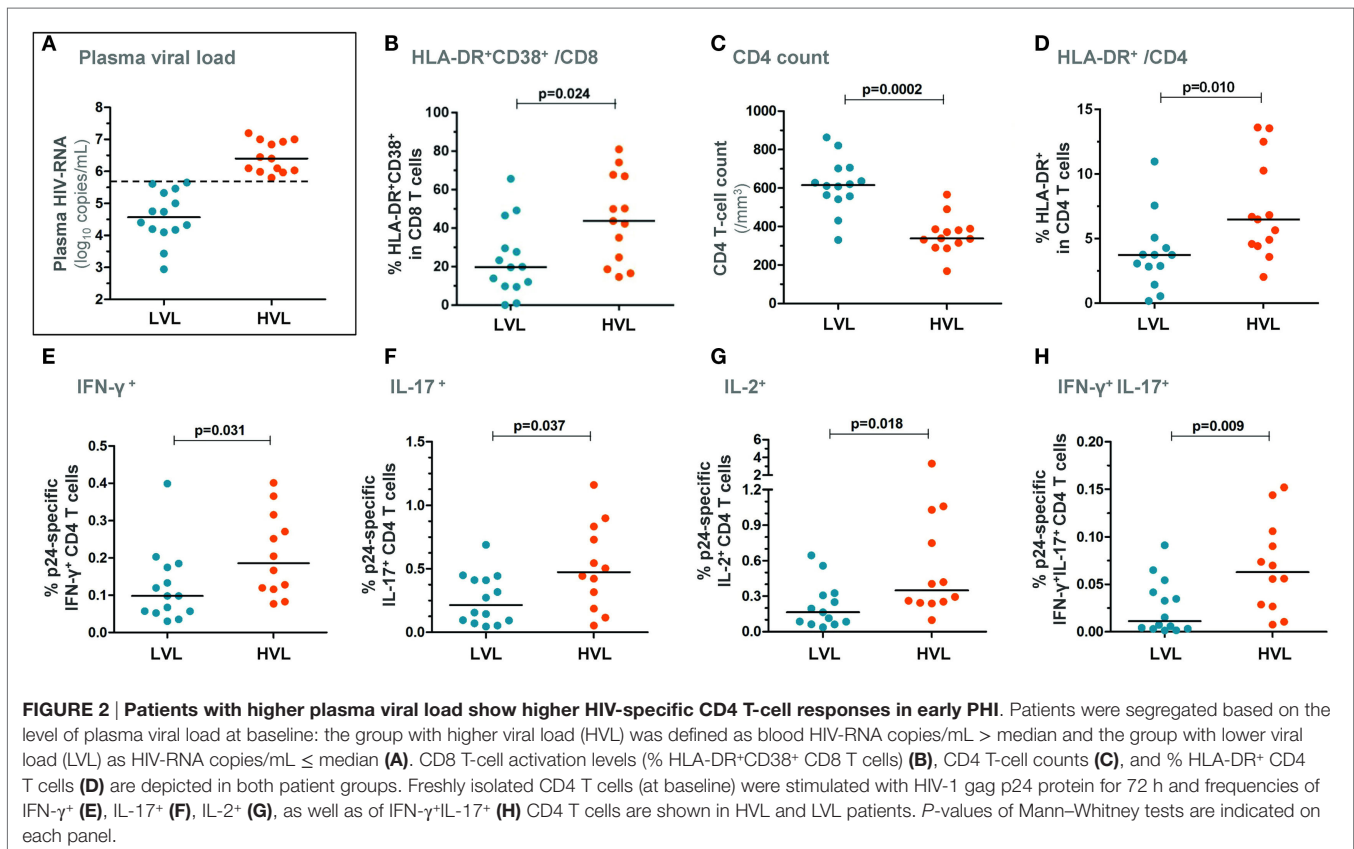 A Plasma viral load
Plasma HIV-RNA
(log₁₀ copies/mL)
8
7
6
5
4
3
2
LVL HVL
B HLA-DR⁺CD38⁺ /CD8
p=0.024
% HLA-DR⁺CD38⁺
in CD8 T cells
100
80
60
40
20
0
LVL HVL
C CD4 count
p=0.0002
CD4 T-cell count
(/mm³)
900
600
300
0
LVL HVL
D HLA-DR⁺ /CD4
p=0.010
% HLA-DR⁺
in CD4 T cells
15
10
5
0
LVL HVL
E IFN-γ⁺
p=0.031
% p24-specific
IFN-γ⁺ CD4 T cells
0.5
0.4
0.3
0.2
0.1
0.0
LVL HVL
F IL-17⁺
p=0.037
% p24-specific
IL-17⁺ CD4 T cells
1.5
1.0
0.5
0.0
LVL HVL
G IL-2⁺
p=0.018
% p24-specific
IL-2⁺ CD4 T cells
6
4
2
1.2
0.9
0.6
0.3
0
LVL HVL
H IFN-γ⁺ IL-17⁺
p=0.009
% p24-specific
IFN-γ⁺IL-17⁺ CD4 T cells
0.20
0.15
0.10
0.05
0.00
LVL HVL
FIGURE 2 | Patients with higher plasma viral load show higher HIV-specific CD4 T-cell responses in early PHI. Patients were segregated based on the
level of plasma viral load at baseline: the group with higher viral load (HVL) was defined as blood HIV-RNA copies/mL > median and the group with lower viral
load (LVL) as HIV-RNA copies/mL ≤ median (A). CD8 T-cell activation levels (% HLA-DR⁺CD38⁺ CD8 T cells) (B), CD4 T-cell counts (C), and % HLA-DR⁺ CD4
T cells (D) are depicted in both patient groups. Freshly isolated CD4 T cells (at baseline) were stimulated with HIV-1 gag p24 protein for 72 h and frequencies of
IFN-γ⁺ (E), IL-17⁺ (F), IL-2⁺ (G), as well as of IFN-γ⁺IL-17⁺ (H) CD4 T cells are shown in HVL and LVL patients. P-values of Mann–Whitney tests are indicated on
each panel.